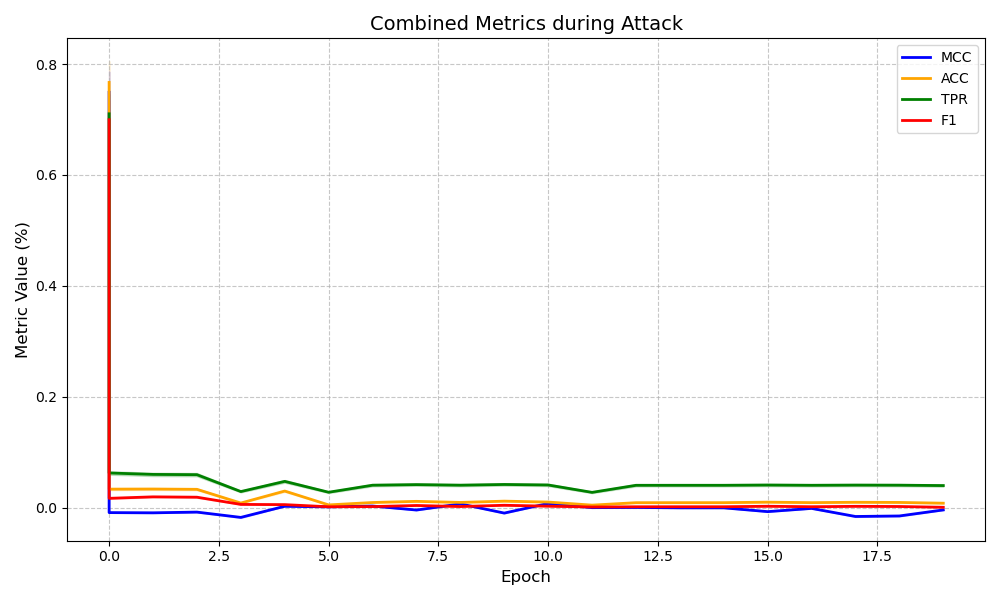 Combined Metrics during Attack
MCC
ACC
TPR
F1
Metric Value (%)
0.8
0.6
0.4
0.2
0.0
0.0 2.5 5.0 7.5 10.0 12.5 15.0 17.5
Epoch